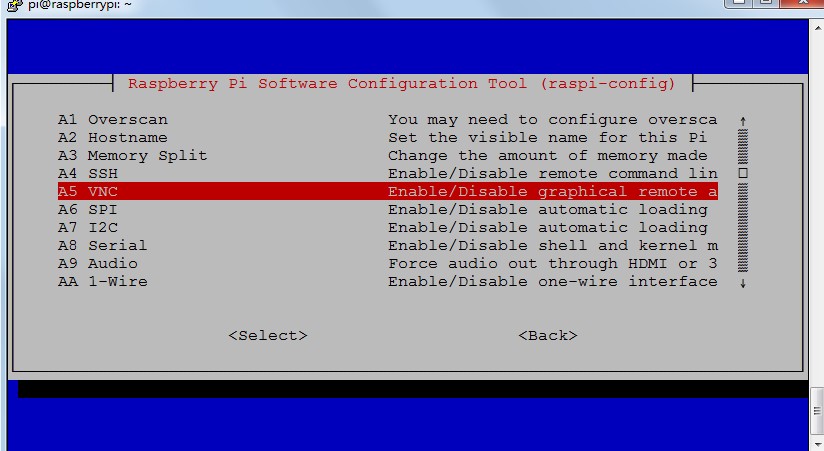 pi@raspberrypi: ~
Raspberry Pi Software Configuration Tool (raspi-config)
A1 Overscan You may need to configure oversca
A2 Hostname Set the visible name for this Pi
A3 Memory Split Change the amount of memory made
A4 SSH Enable/Disable remote command lin
A5 VNC Enable/Disable graphical remote a
A6 SPI Enable/Disable automatic loading
A7 I2C Enable/Disable automatic loading
A8 Serial Enable/Disable shell and kernel m
A9 Audio Force audio out through HDMI or 3
AA 1-Wire Enable/Disable one-wire interface
<Select> <Back>